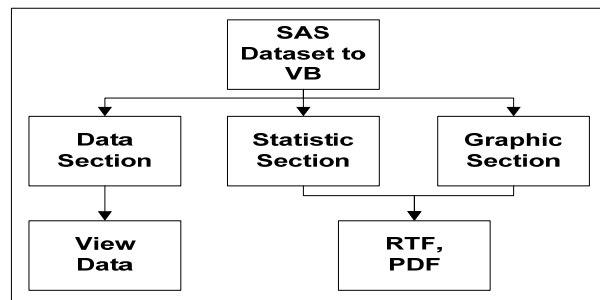 SAS
Dataset to
VB
Data
Section
Statistic
Section
Graphic
Section
View
Data
RTF,
PDF